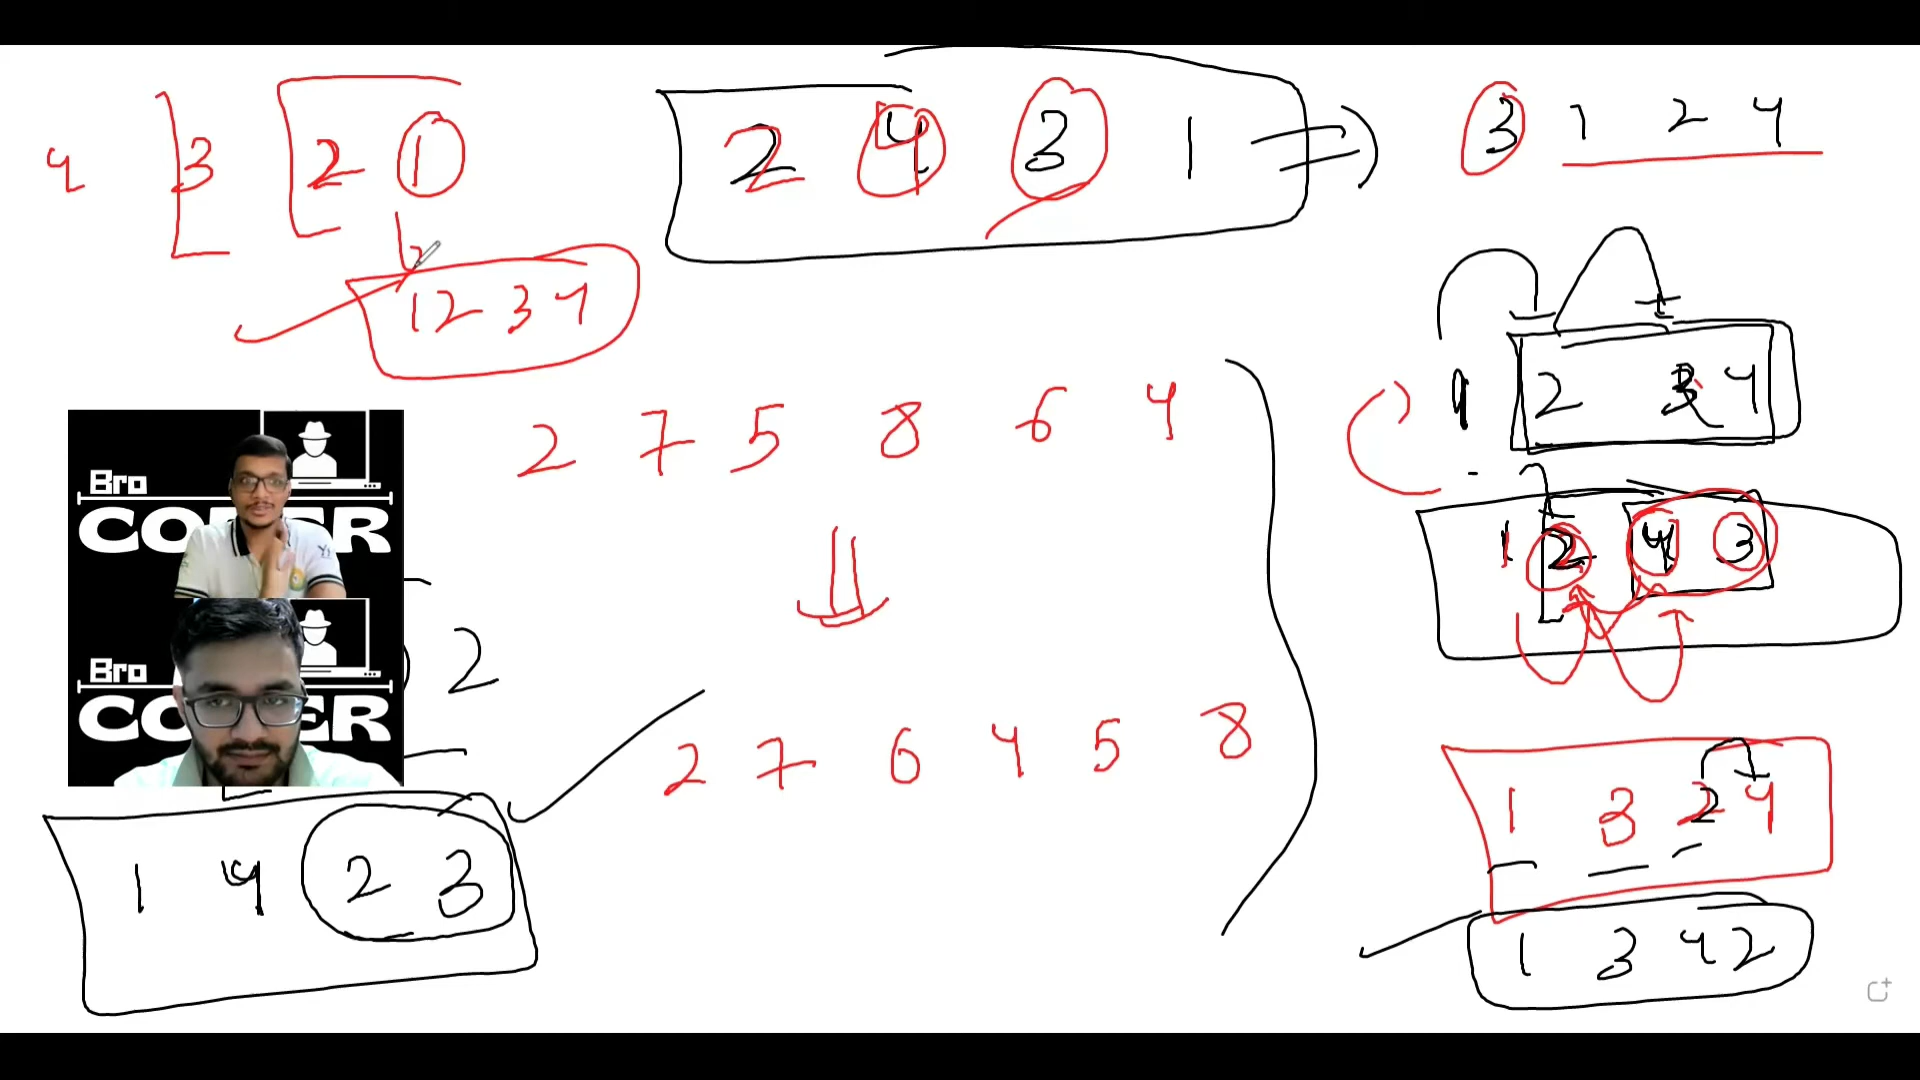 4 3 2 1
2 4 3 1
3 1 2 4
1 2 3 4
1 2 3 4
2 7 5 8 6 4
Bro
CODER
1 2 4 3
2
Bro
CODER
2 7 6 4 5 8
1 3 2 4
1 4 2 3
1 3 4 2